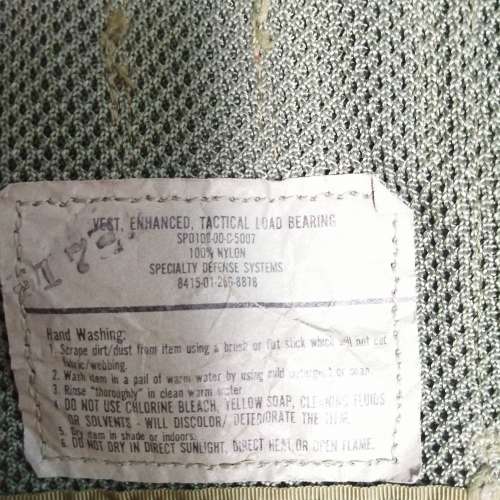 VEST, ENHANCED, TACTICAL LOAD BEARING
SPO100-00-C-5007
100% NYLON
SPECIALTY DEFENSE SYSTEMS
8415-01-266-8878
Hand Washing:
1. Scrape dirt/dust from item using a brush or flat stick which will not cut
fabric/webbing.
2. Wash item in a pail of warm water by using mild detergent or soap.
3. Rinse "thoroughly" in clean warm water.
4. DO NOT USE CHLORINE BLEACH, YELLOW SOAP, CLEANING FLUIDS
OR SOLVENTS - WILL DISCOLOR/ DETERIORATE THE ITEM.
5. Dry item in shade or indoors.
6. DO NOT DRY IN DIRECT SUNLIGHT, DIRECT HEAT, OR OPEN FLAME.